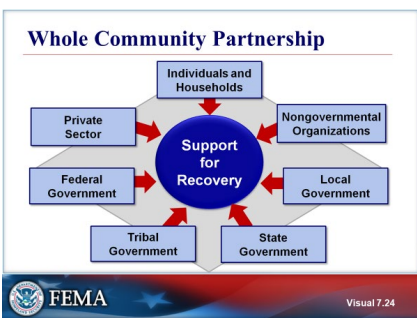 Whole Community Partnership
Individuals and
Households
Private
Sector
Nongovernmental
Organizations
Support
for
Recovery
Federal
Government
Local
Government
Tribal
Government
State
Government
FEMA
Visual 7.24